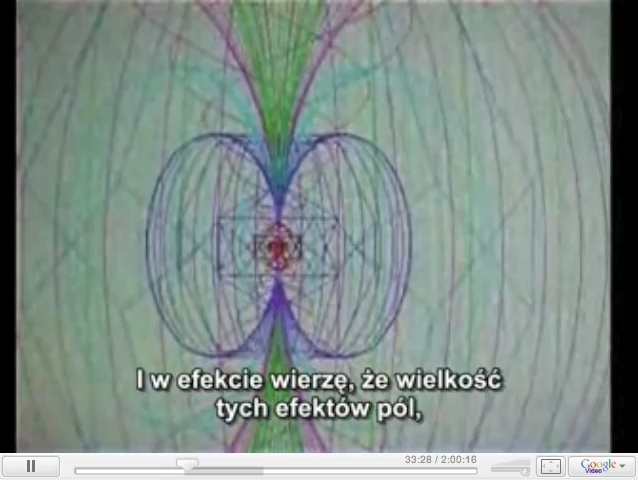 I w efekcie wierzę, że wielkość
tych efektów pól,
33:28 / 2:00:16
Google
Video